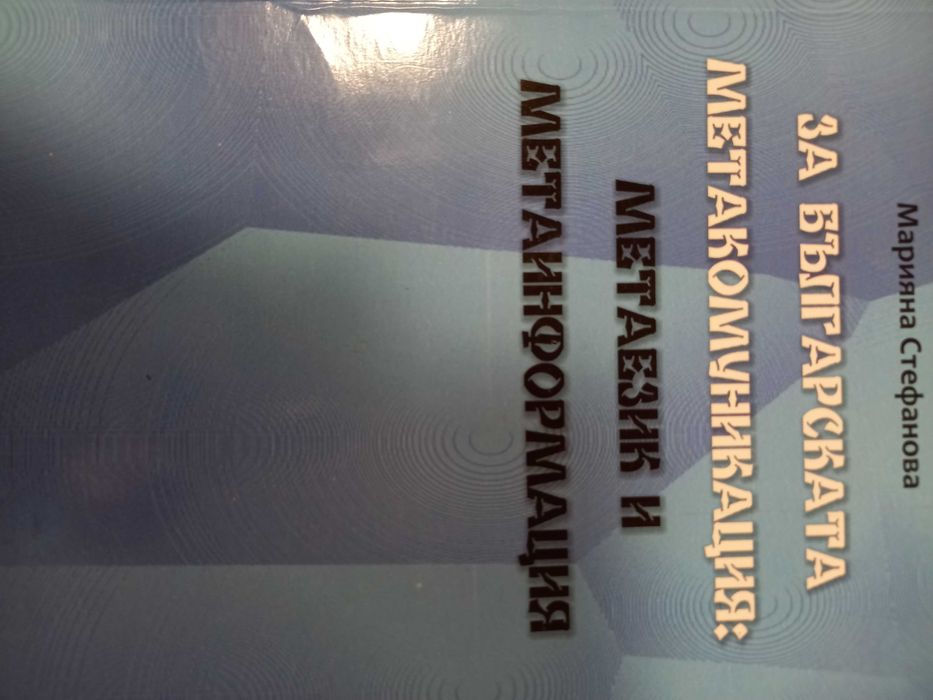 Марияна Стефанова
ЗА БЪЛГАРСКАТА
МЕТАКОМУНИКАЦИЯ:
МЕТАЕЗИК И
МЕТАИНФОРМАЦИЯ